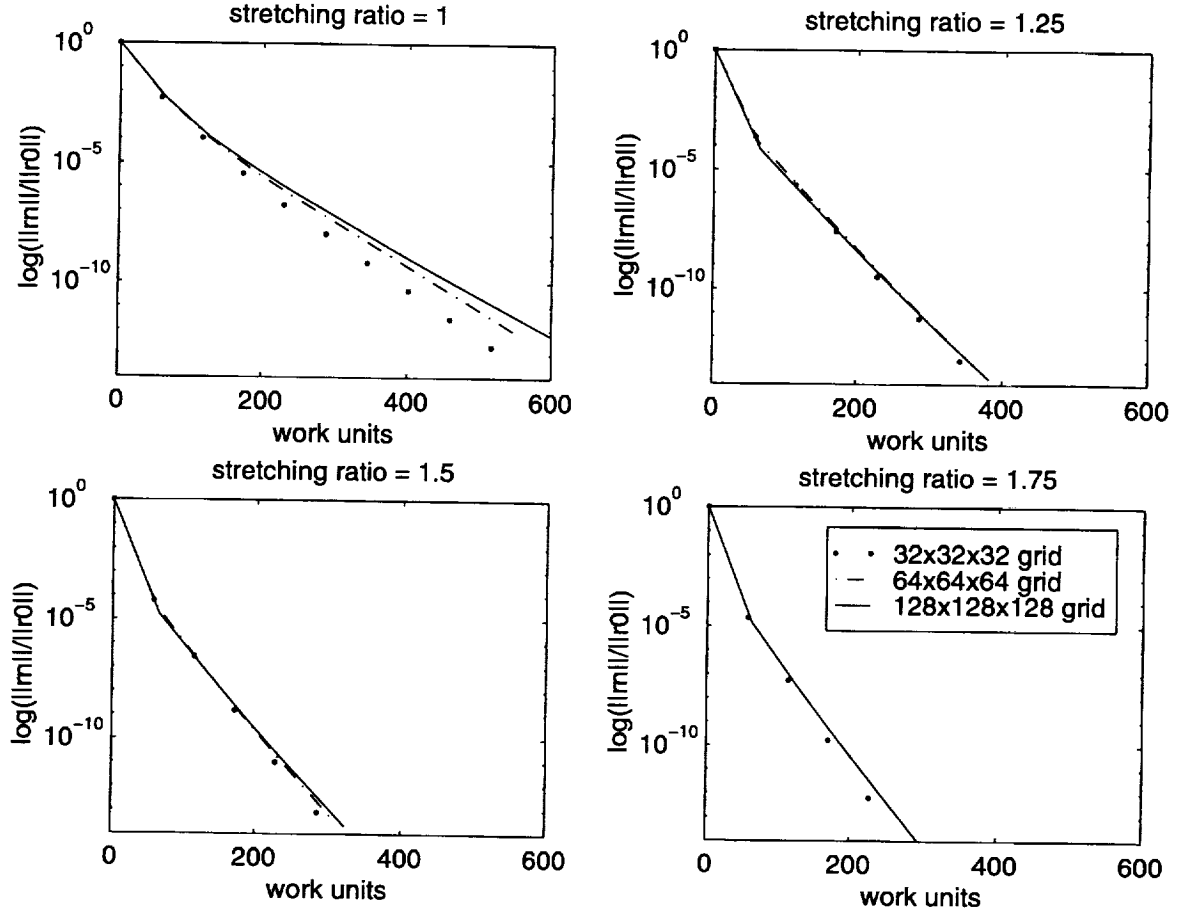 stretching ratio = 1
10^0
10^-5
10^-10
log(||rn||/||r0||)
0 200 400 600
work units
stretching ratio = 1.25
10^0
10^-5
10^-10
log(||rn||/||r0||)
0 200 400 600
work units
stretching ratio = 1.5
10^0
10^-5
10^-10
log(||rn||/||r0||)
0 200 400 600
work units
stretching ratio = 1.75
10^0
10^-5
10^-10
log(||rn||/||r0||)
32x32x32 grid
64x64x64 grid
128x128x128 grid
0 200 400 600
work units